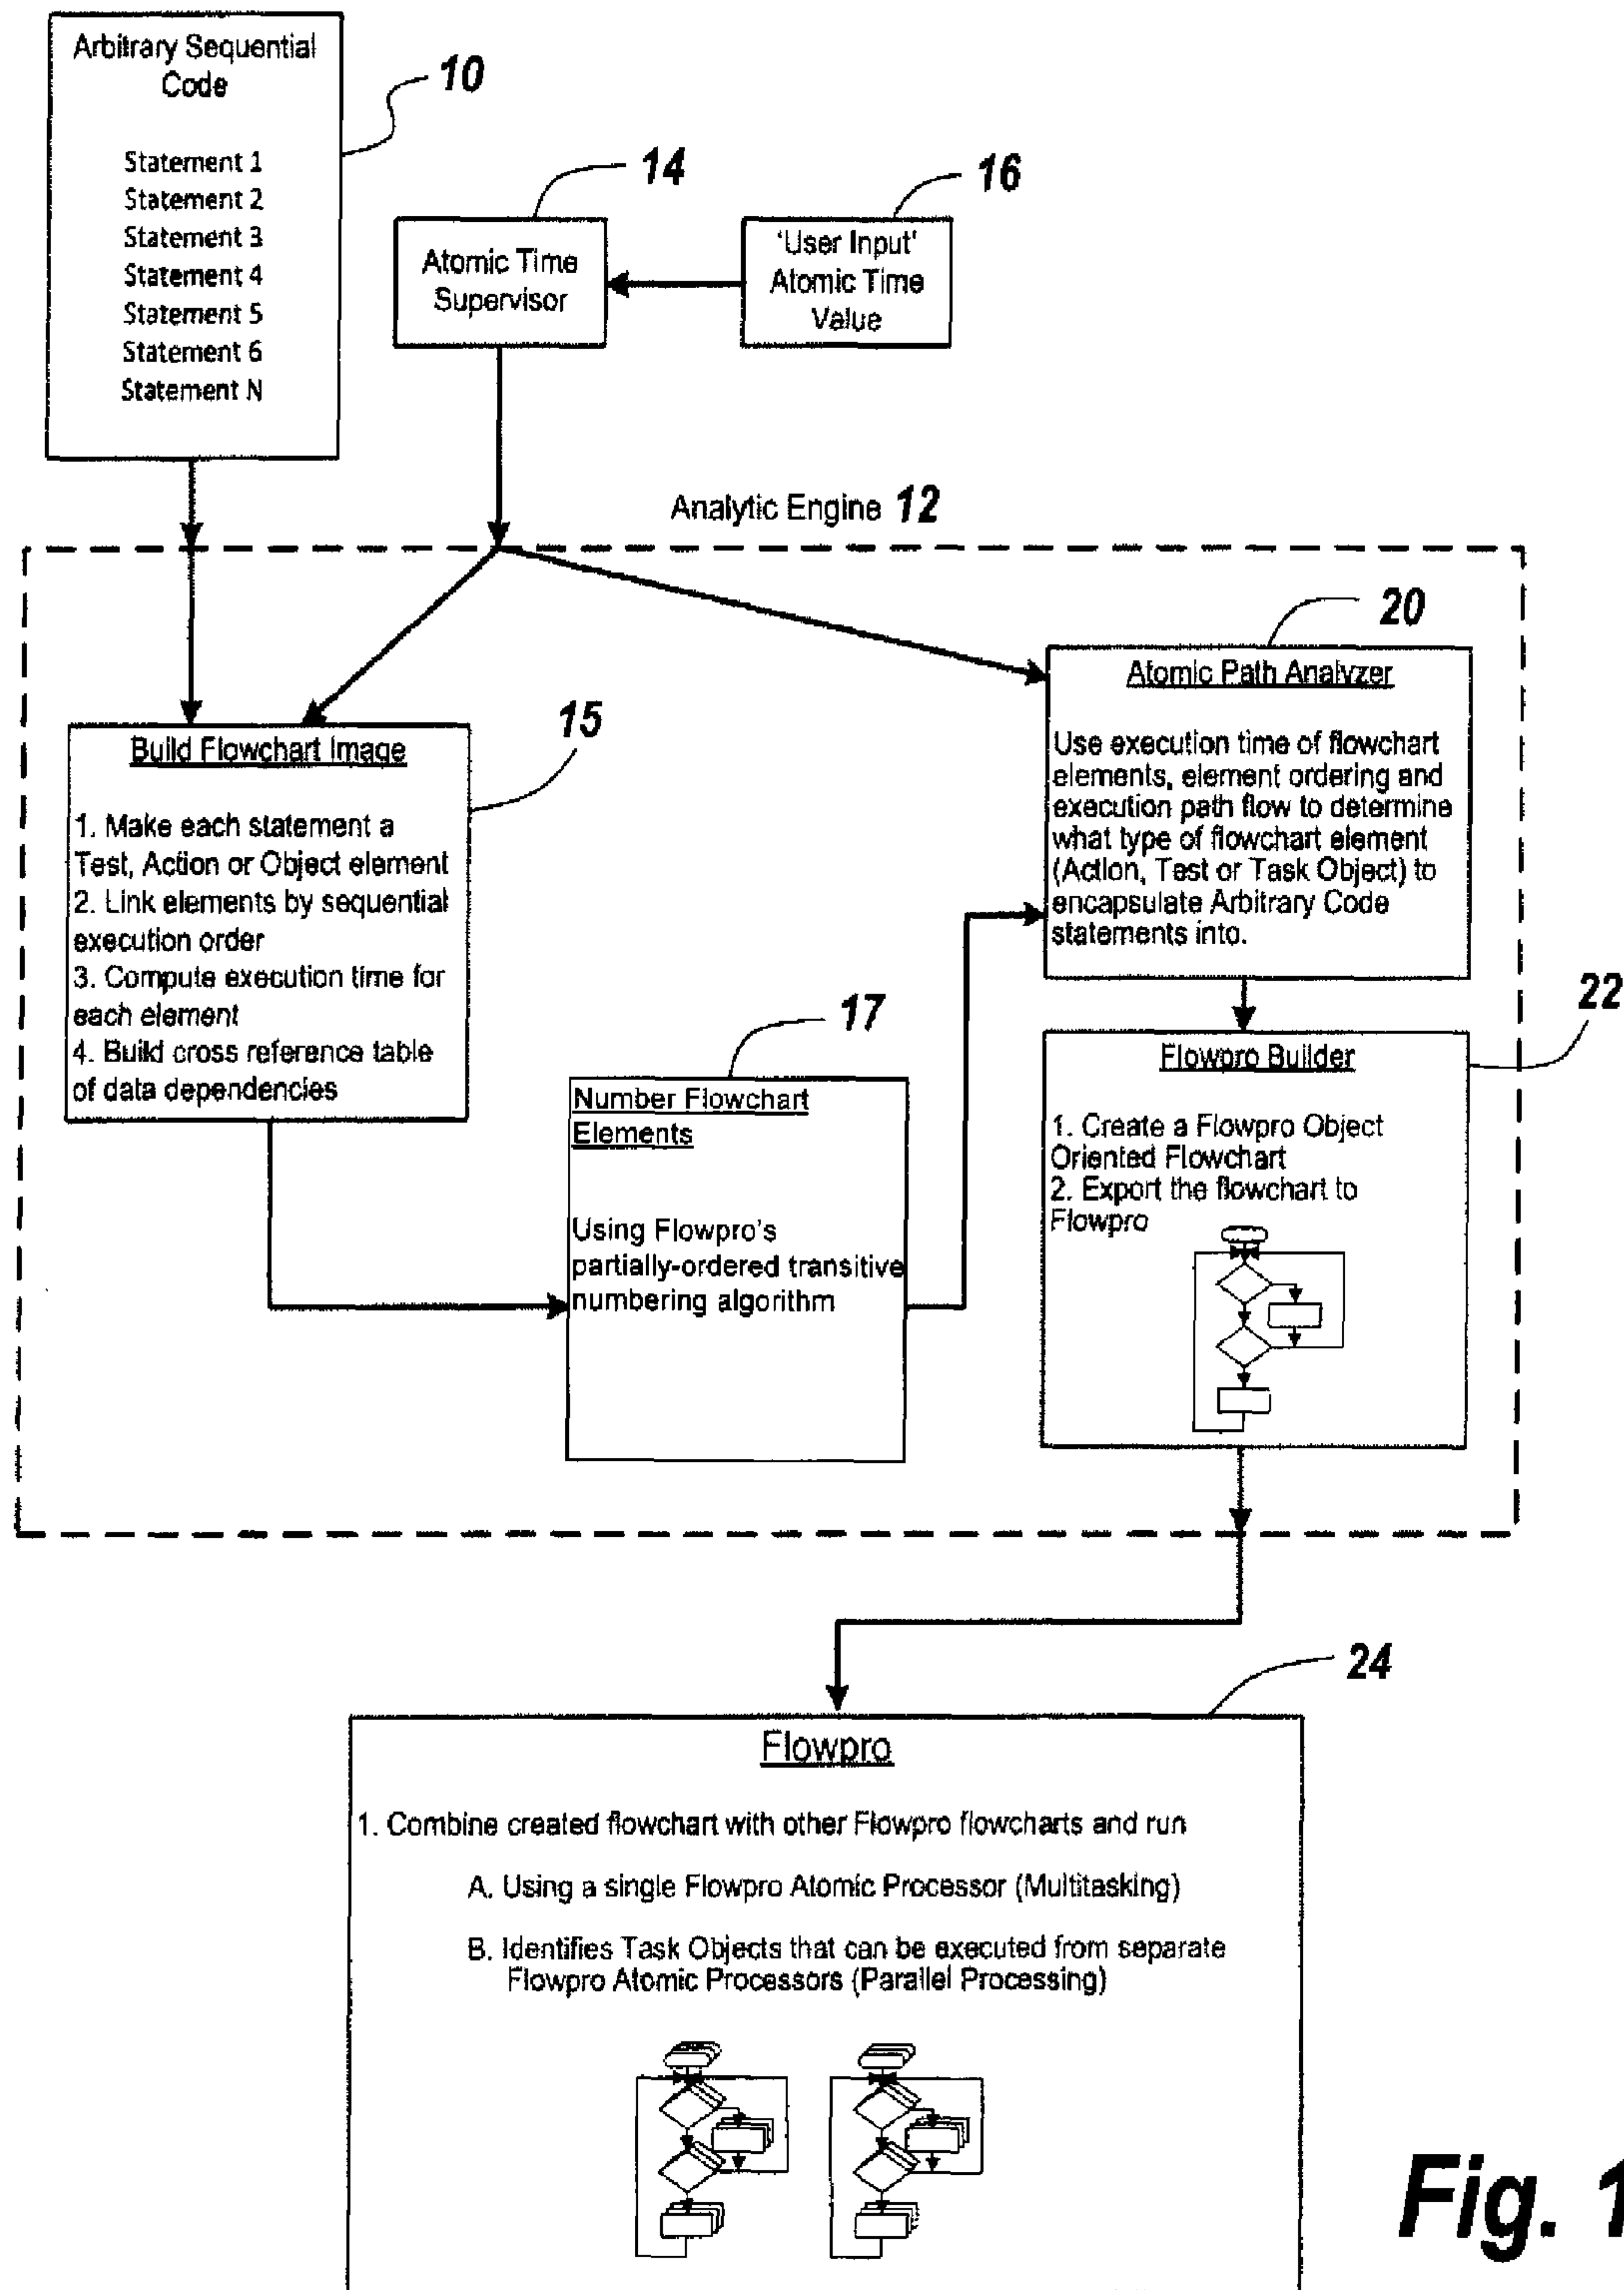 Arbitrary Sequential
Code
Statement 1
Statement 2
Statement 3
Statement 4
Statement 5
Statement 6
Statement N
10
14
16
Atomic Time
Supervisor
'User Input'
Atomic Time
Value
Analytic Engine 12
15
Build Flowchart Image
1. Make each statement a
Test, Action or Object element
2. Link elements by sequential
execution order
3. Compute execution time for
each element
4. Build cross reference table
of data dependencies
17
Number Flowchart
Elements
Using Flowpro's
partially-ordered transitive
numbering algorithm
20
Atomic Path Analyzer
Use execution time of flowchart
elements, element ordering and
execution path flow to determine
what type of flowchart element
(Action, Test or Task Object) to
encapsulate Arbitrary Code
statements into.
22
Flowpro Builder
1. Create a Flowpro Object
Oriented Flowchart
2. Export the flowchart to
Flowpro
24
Flowpro
1. Combine created flowchart with other Flowpro flowcharts and run
A. Using a single Flowpro Atomic Processor (Multitasking)
B. Identifies Task Objects that can be executed from separate
Flowpro Atomic Processors (Parallel Processing)
Fig. 1